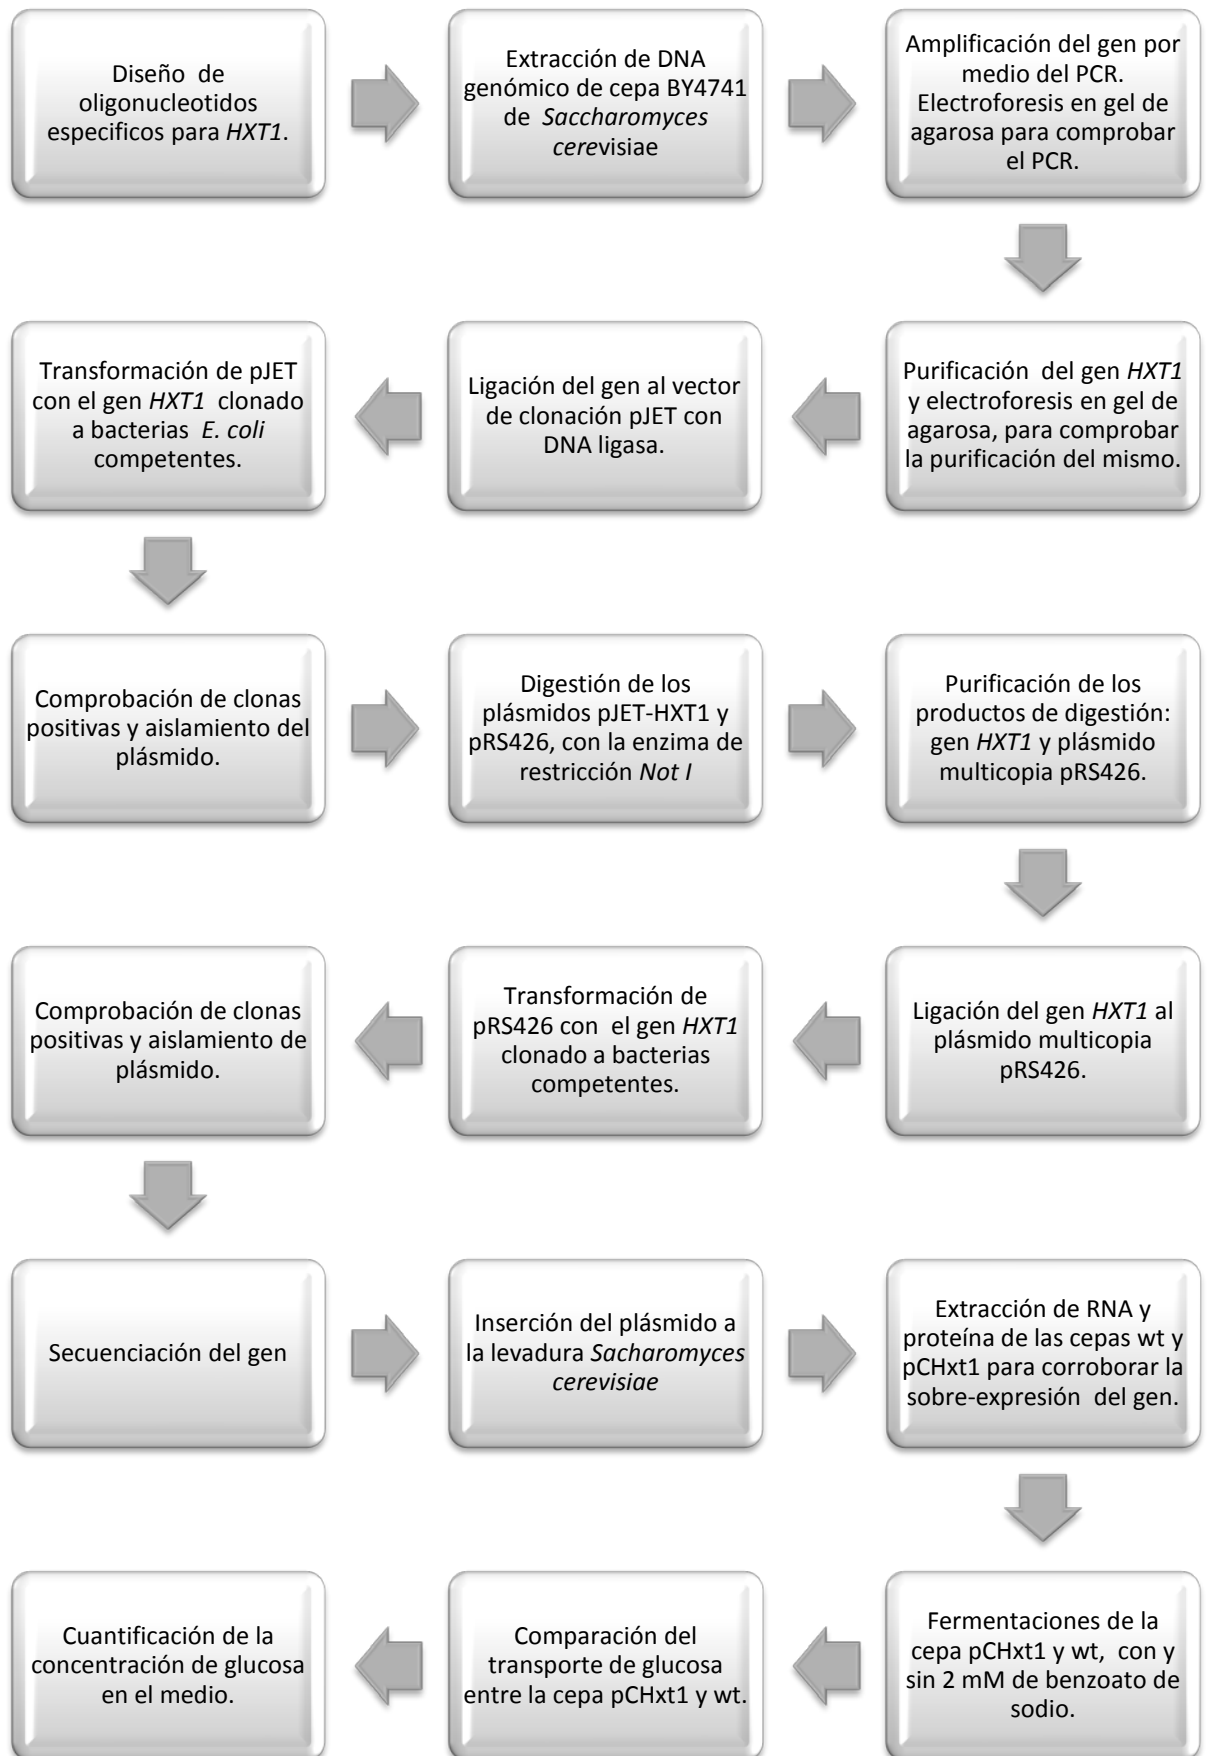 Diseño de
oligonucleotidos
especificos para HXT1.
Extracción de DNA
genómico de cepa BY4741
de Saccharomyces
cerevisiae
Amplificación del gen por
medio del PCR.
Electroforesis en gel de
agarosa para comprobar
el PCR.
Purificación del gen HXT1
y electroforesis en gel de
agarosa, para comprobar
la purificación del mismo.
Ligación del gen al vector
de clonación pJET con
DNA ligasa.
Transformación de pJET
con el gen HXT1 clonado
a bacterias E. coli
competentes.
Comprobación de clonas
positivas y aislamiento del
plásmido.
Digestión de los
plásmidos pJET-HXT1 y
pRS426, con la enzima de
restricción Not I
Purificación de los
productos de digestión:
gen HXT1 y plásmido
multicopia pRS426.
Ligación del gen HXT1 al
plásmido multicopia
pRS426.
Transformación de
pRS426 con el gen HXT1
clonado a bacterias
competentes.
Comprobación de clonas
positivas y aislamiento de
plásmido.
Secuenciación del gen
Inserción del plásmido a
la levadura Sacharomyces
cerevisiae
Extracción de RNA y
proteína de las cepas wt y
pCHxt1 para corroborar la
sobre-expresión del gen.
Fermentaciones de la
cepa pCHxt1 y wt, con y
sin 2 mM de benzoato de
sodio.
Comparación del
transporte de glucosa
entre la cepa pCHxt1 y wt.
Cuantificación de la
concentración de glucosa
en el medio.